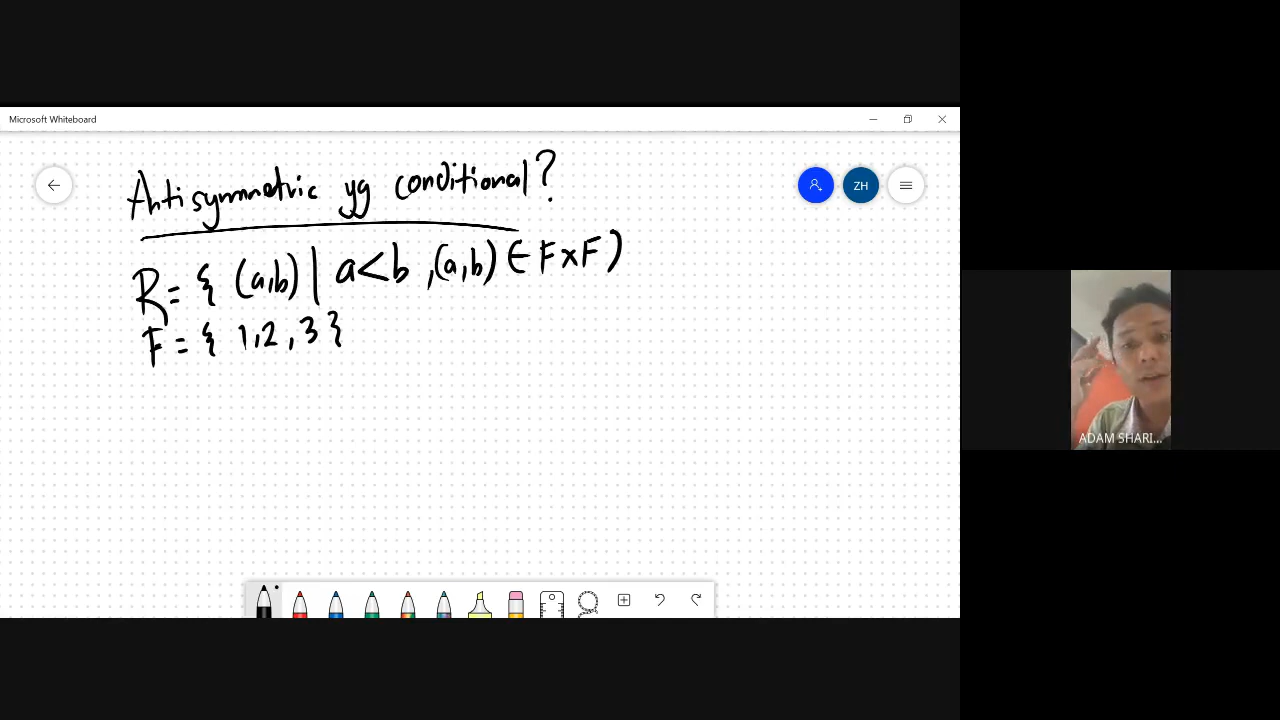 Microsoft Whiteboard
Antisymmetric yg conditional?
R = { (a,b) | a < b , (a,b) ∈ F x F )
F = { 1,2 , 3 }
ZH
ADAM SHARI...